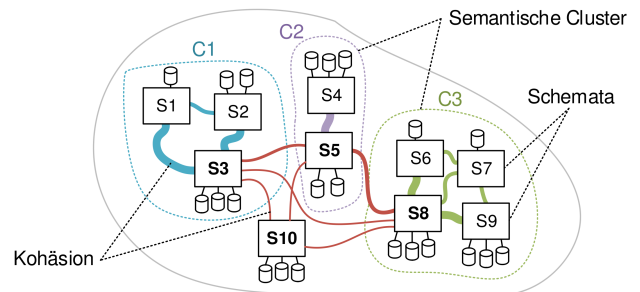 Semantische Cluster
C2
C1
S1
S2
S4
C3
Schemata
S3
S5
S6
S7
S8
S9
S10
Kohäsion